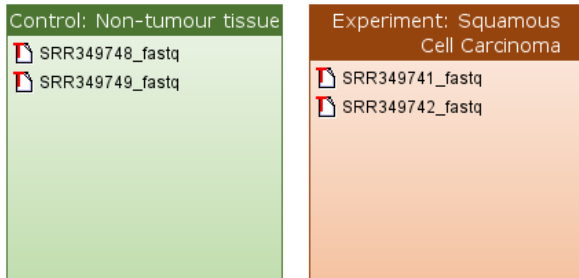 Control: Non-tumour tissue
SRR349748_fastq
SRR349749_fastq
Experiment: Squamous
Cell Carcinoma
SRR349741_fastq
SRR349742_fastq